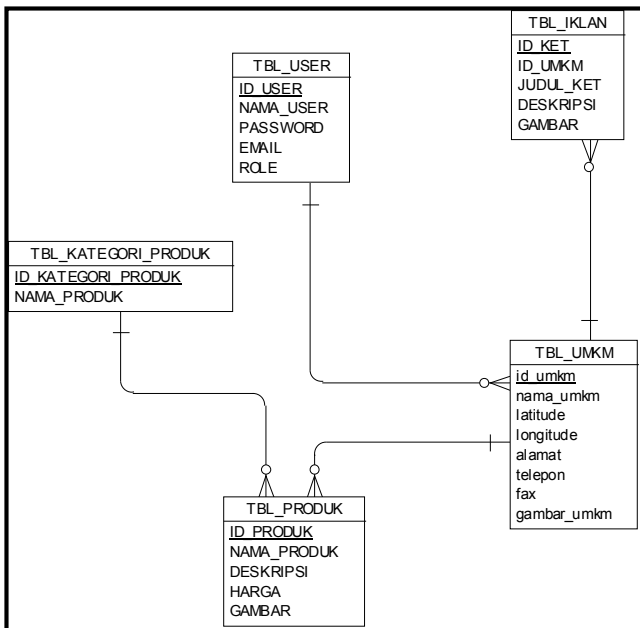 TBL_IKLAN
ID_KET
ID_UMKM
JUDUL_KET
DESKRIPSI
GAMBAR
TBL_USER
ID_USER
NAMA_USER
PASSWORD
EMAIL
ROLE
TBL_KATEGORI_PRODUK
ID_KATEGORI_PRODUK
NAMA_PRODUK
TBL_UMKM
id_umkm
nama_umkm
latitude
longitude
alamat
telepon
fax
gambar_umkm
TBL_PRODUK
ID_PRODUK
NAMA_PRODUK
DESKRIPSI
HARGA
GAMBAR